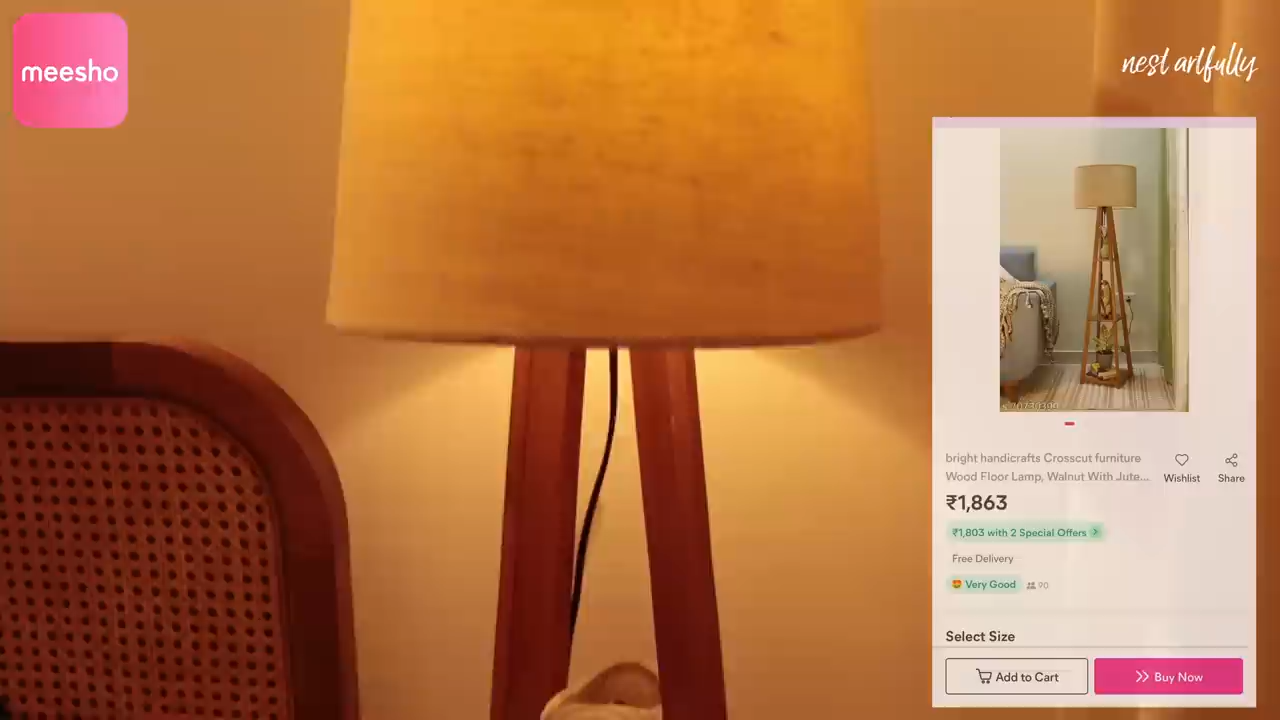 meesho
nest artfully
bright handicrafts Crosscut furniture
Wood Floor Lamp, Walnut With Jute...
Wishlist
Share
₹1,863
₹1,803 with 2 Special Offers
Free Delivery
Very Good
90
Select Size
Add to Cart
Buy Now